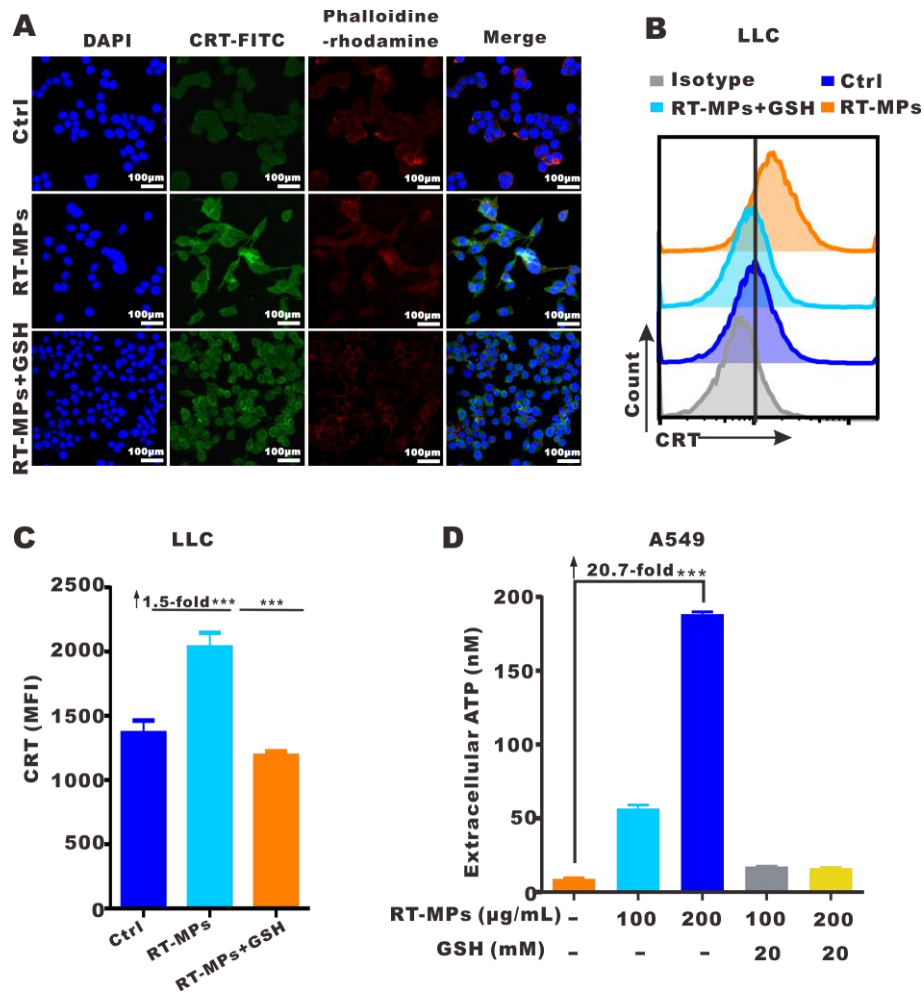 A
DAPI
CRT-FITC
Phalloidine
-rhodamine
Merge
Ctrl
100μm
100μm
100μm
100μm
RT-MPs
100μm
100μm
100μm
100μm
RT-MPs+GSH
100μm
100μm
100μm
100μm
B
LLC
Isotype
Ctrl
RT-MPs+GSH
RT-MPs
Count
CRT
C
LLC
1.5-fold***
***
CRT (MFI)
2500
2000
1500
1000
500
0
Ctrl
RT-MPs
RT-MPs+GSH
D
A549
20.7-fold***
Extracellular ATP (nM)
200
150
100
50
0
RT-MPs (μg/mL) – 100 200 100 200
GSH (mM) – – – 20 20